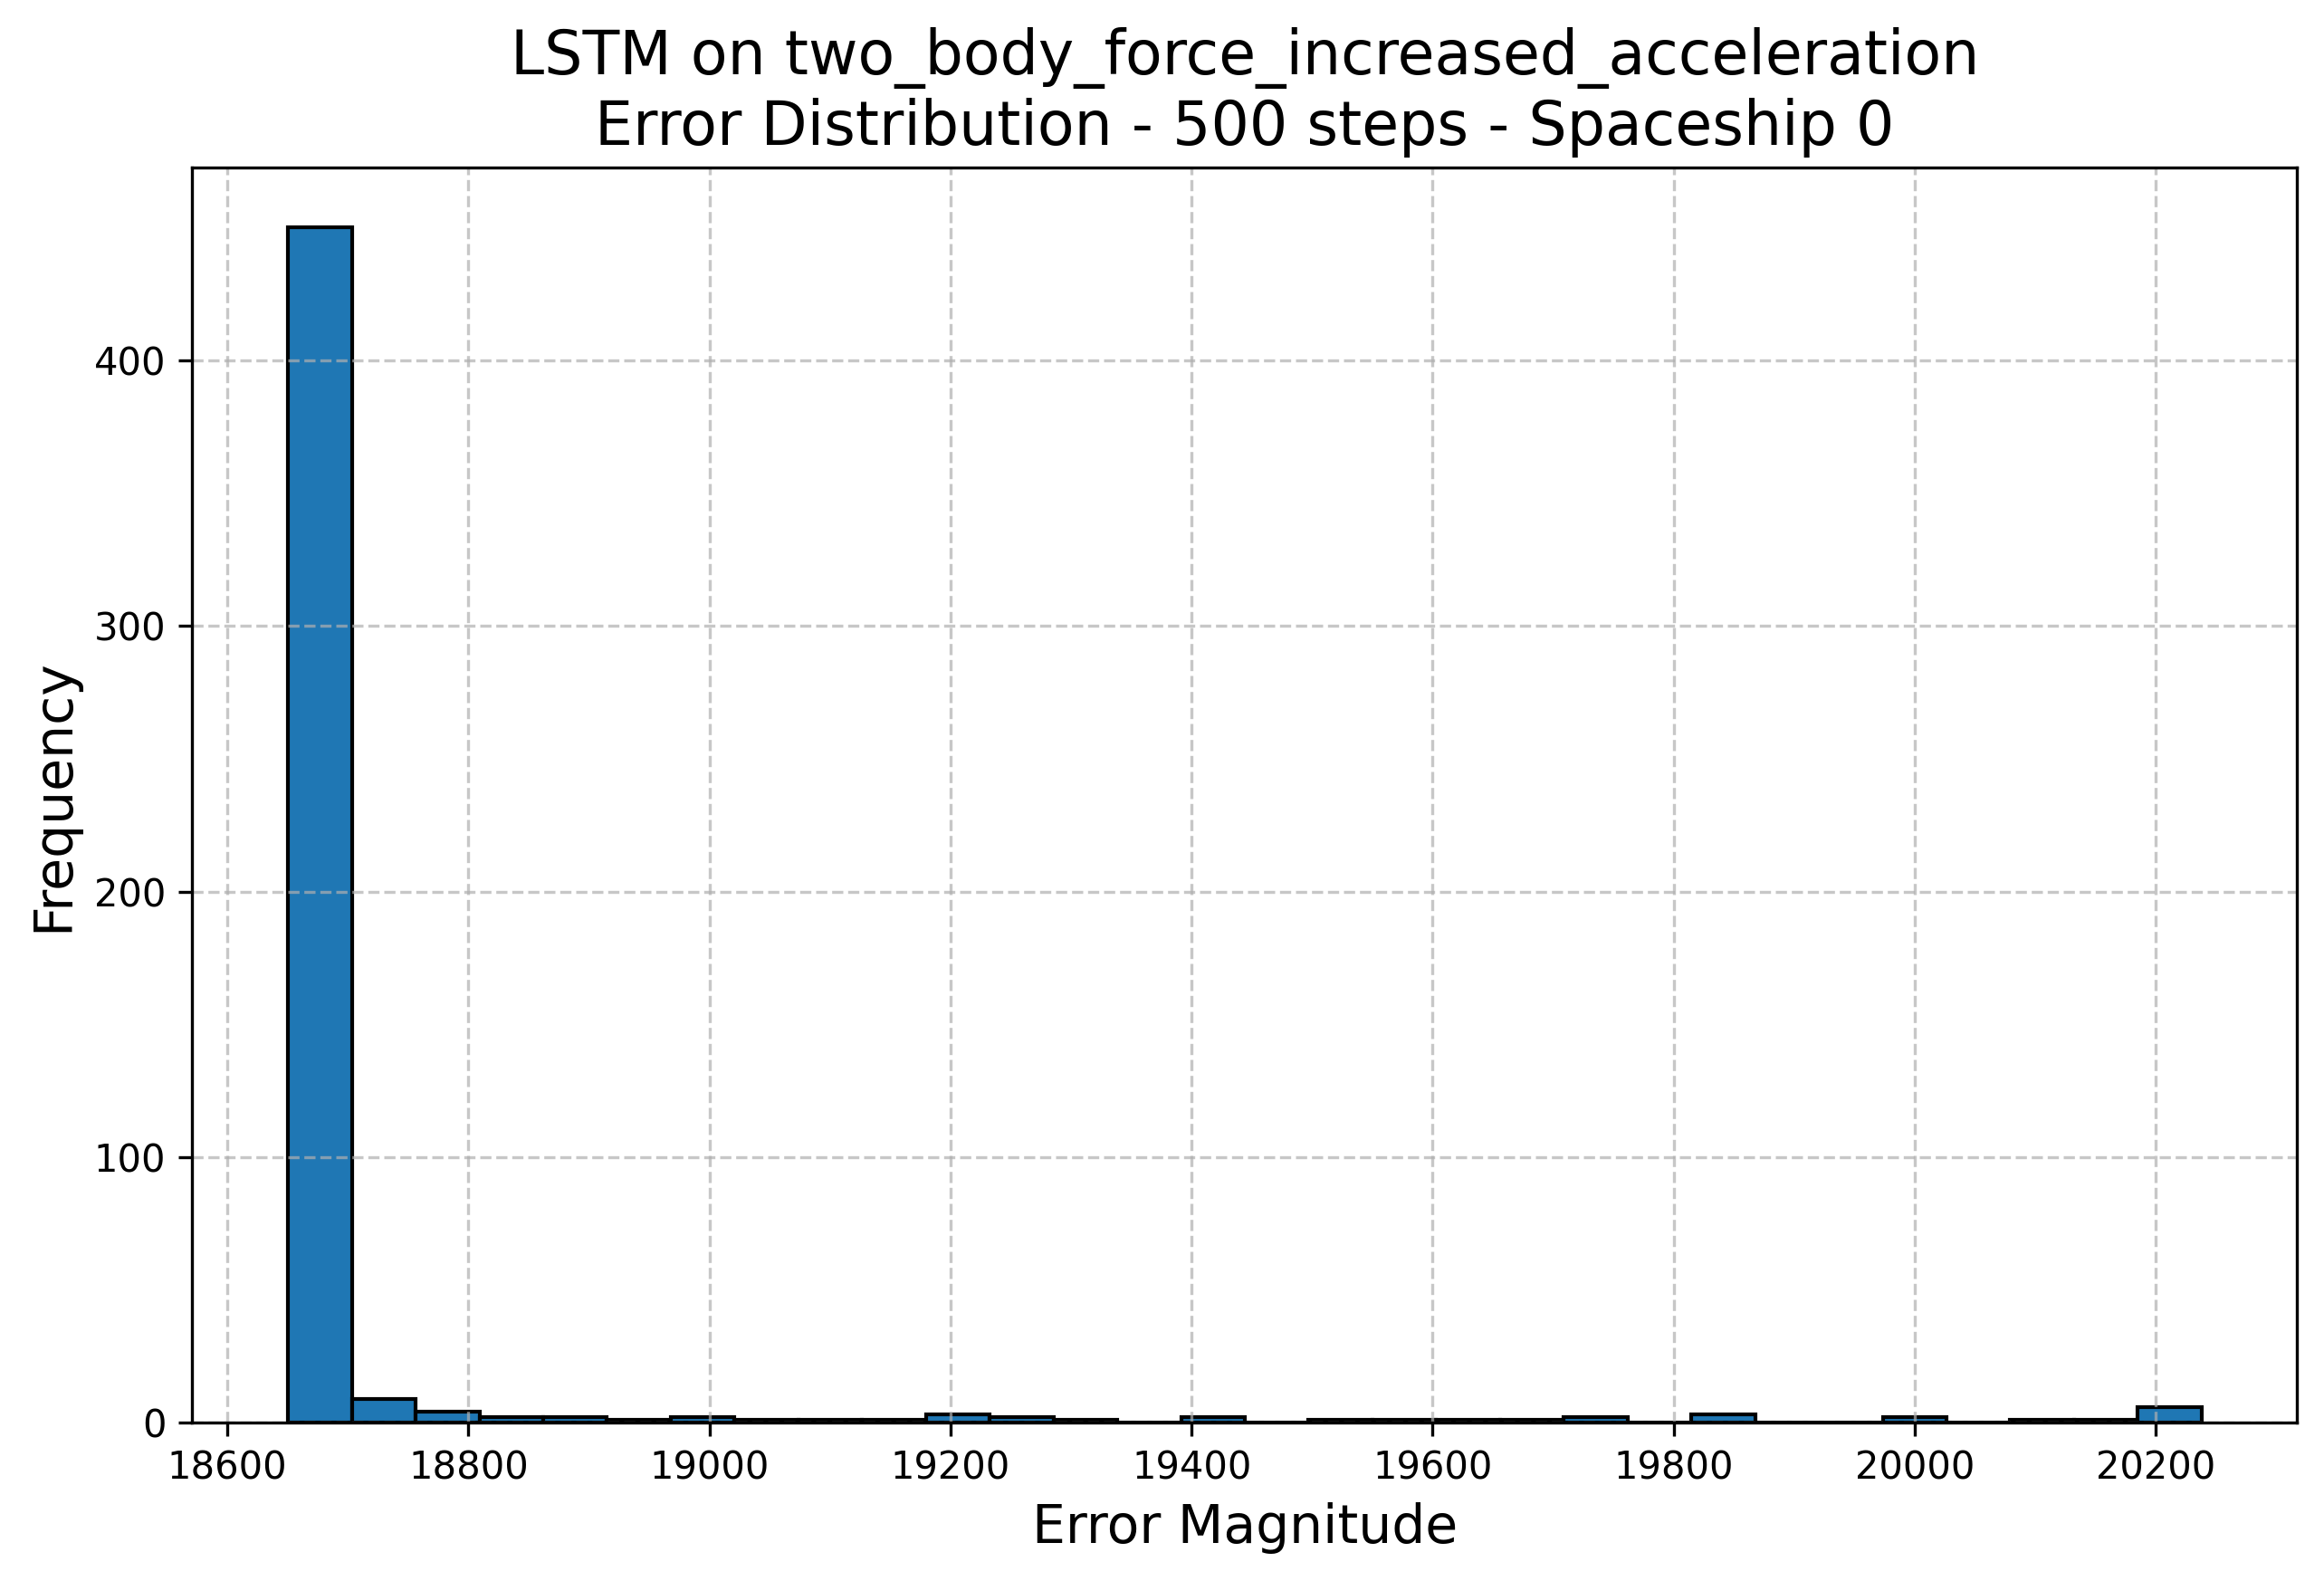 LSTM on two_body_force_increased_acceleration
Error Distribution - 500 steps - Spaceship 0
Frequency
400
300
200
100
0
18600 18800 19000 19200 19400 19600 19800 20000 20200
Error Magnitude